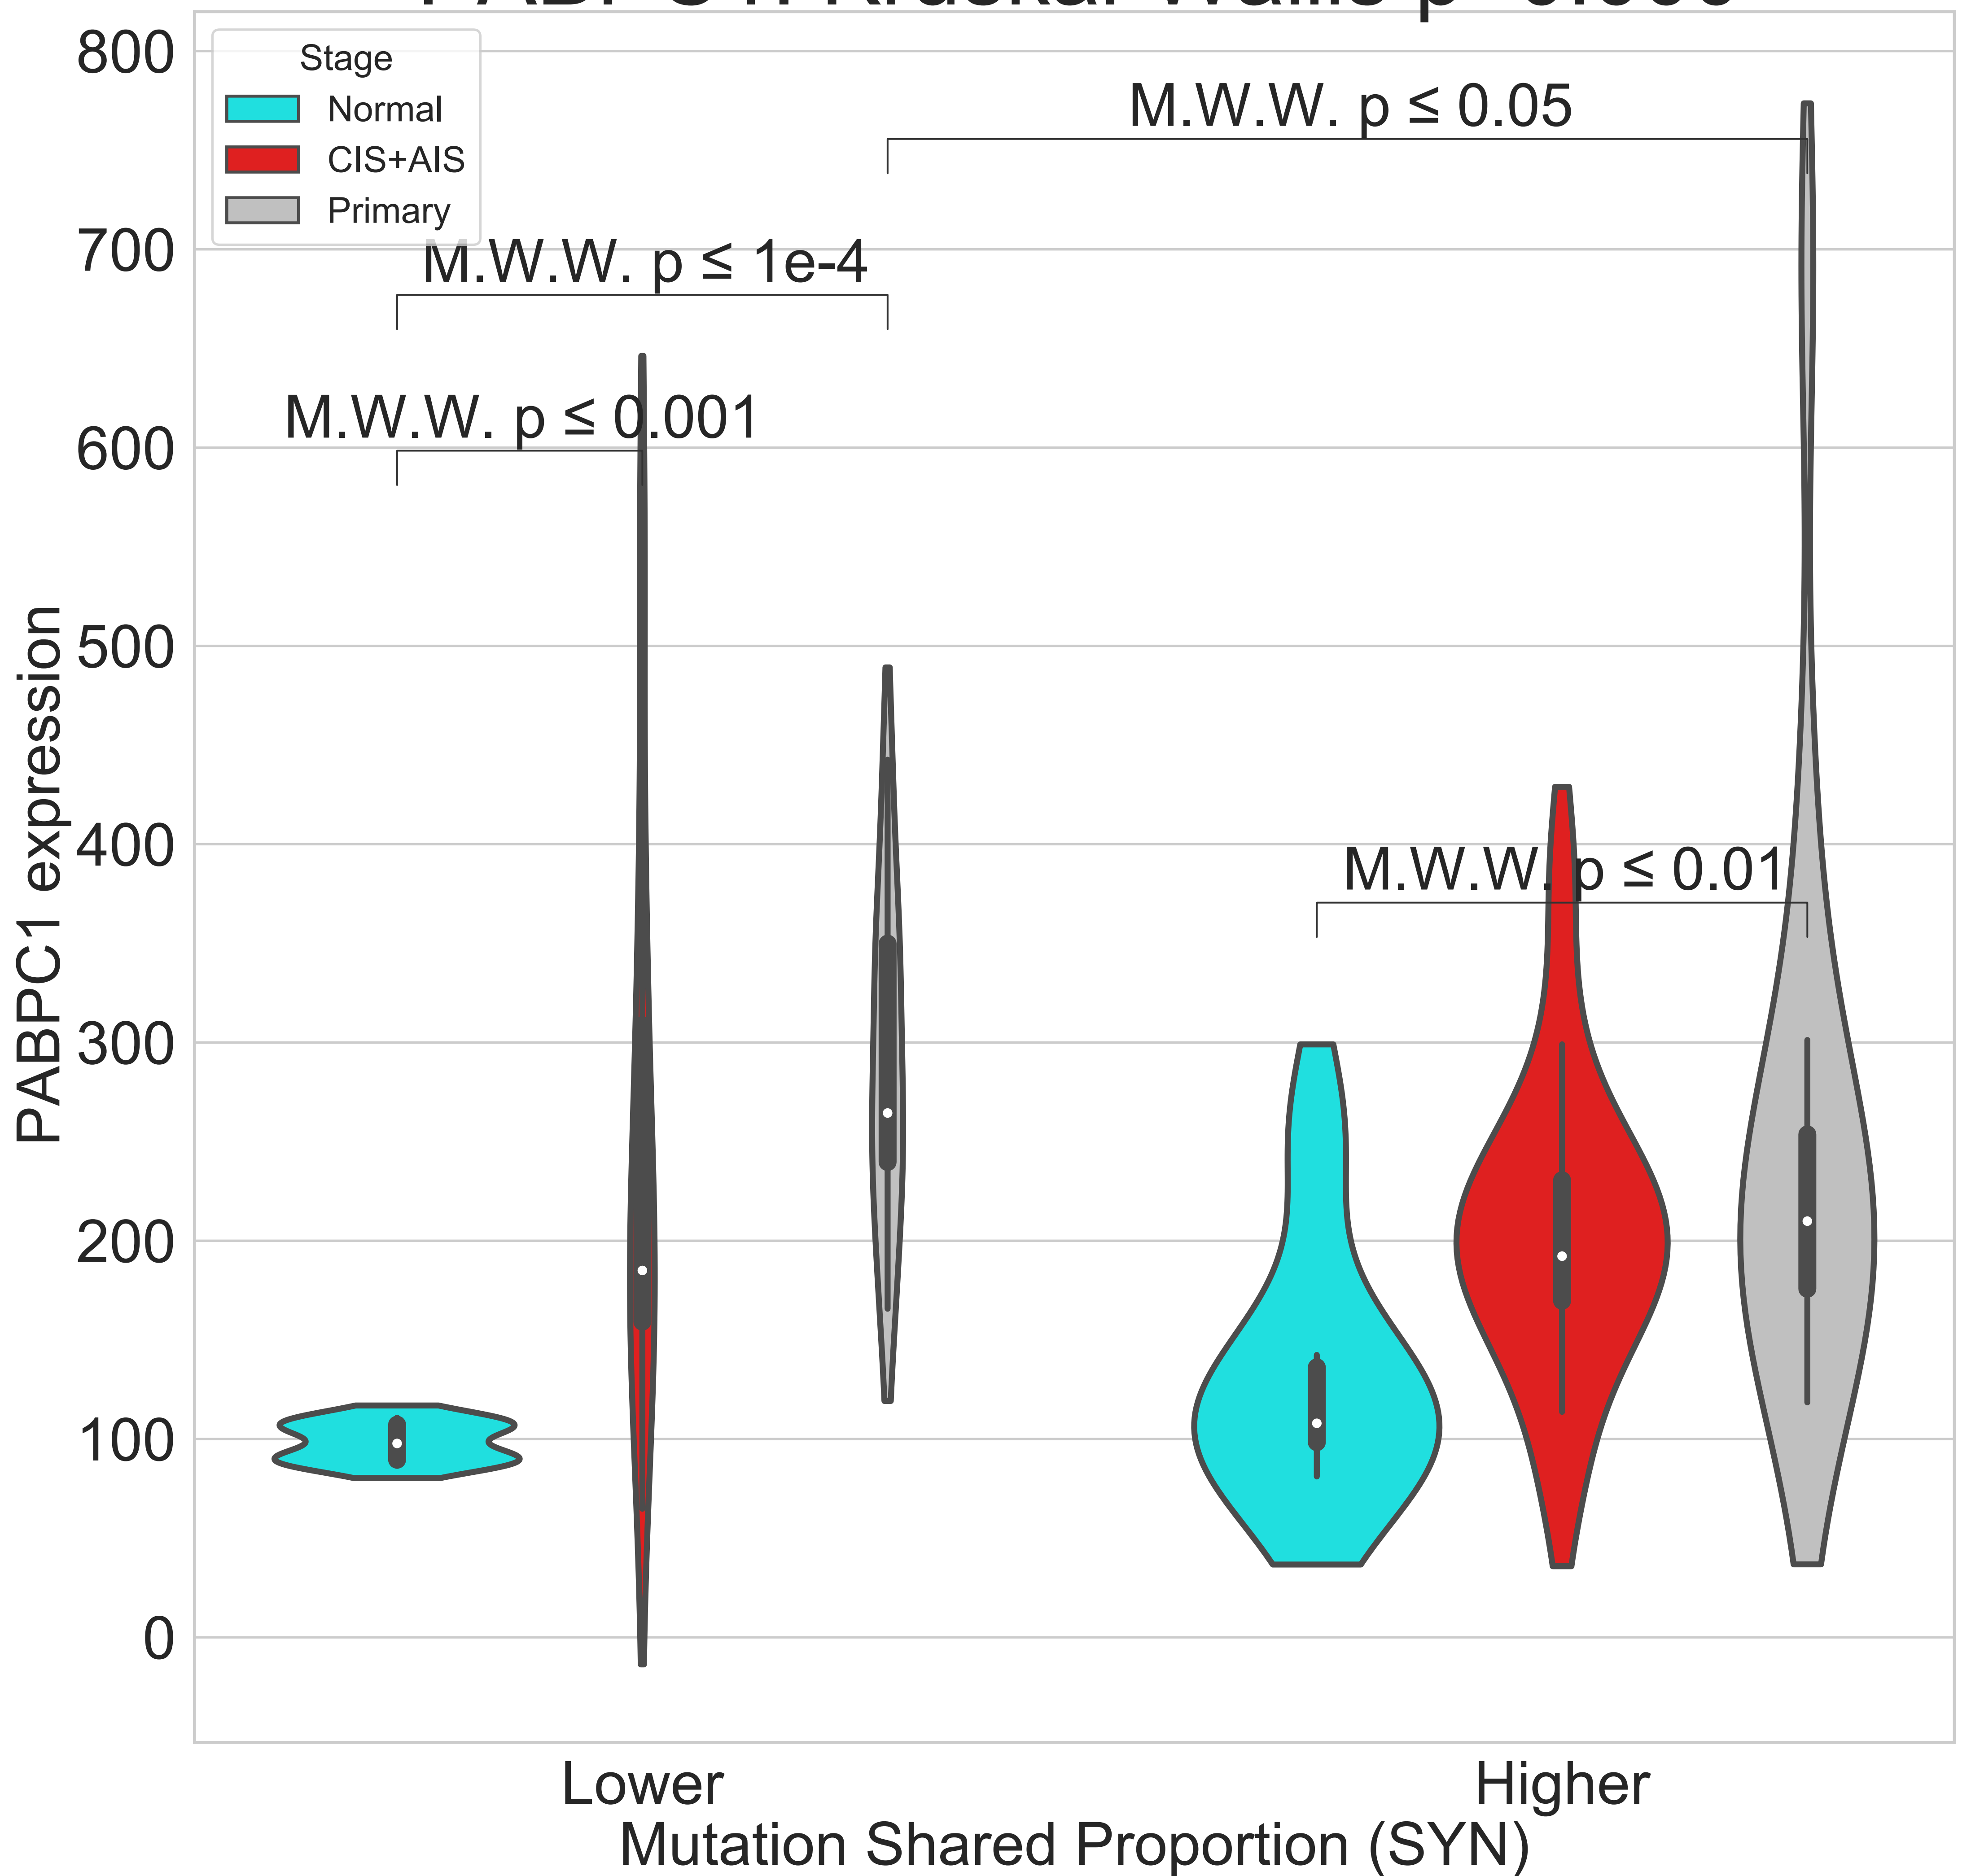 800
700
600
500
400
300
200
100
0
PABPC1 expression
Stage
Normal
CIS+AIS
Primary
M.W.W. p ≤ 0.05
M.W.W. p ≤ 1e-4
M.W.W. p ≤ 0.001
M.W.W. p ≤ 0.01
Lower
Higher
Mutation Shared Proportion (SYN)